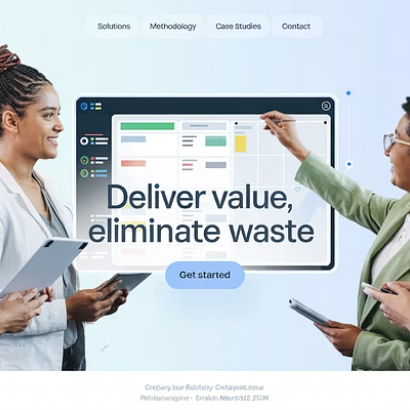 Solutions Methodology Case Studies Contact
Deliver value,
eliminate waste
Get started